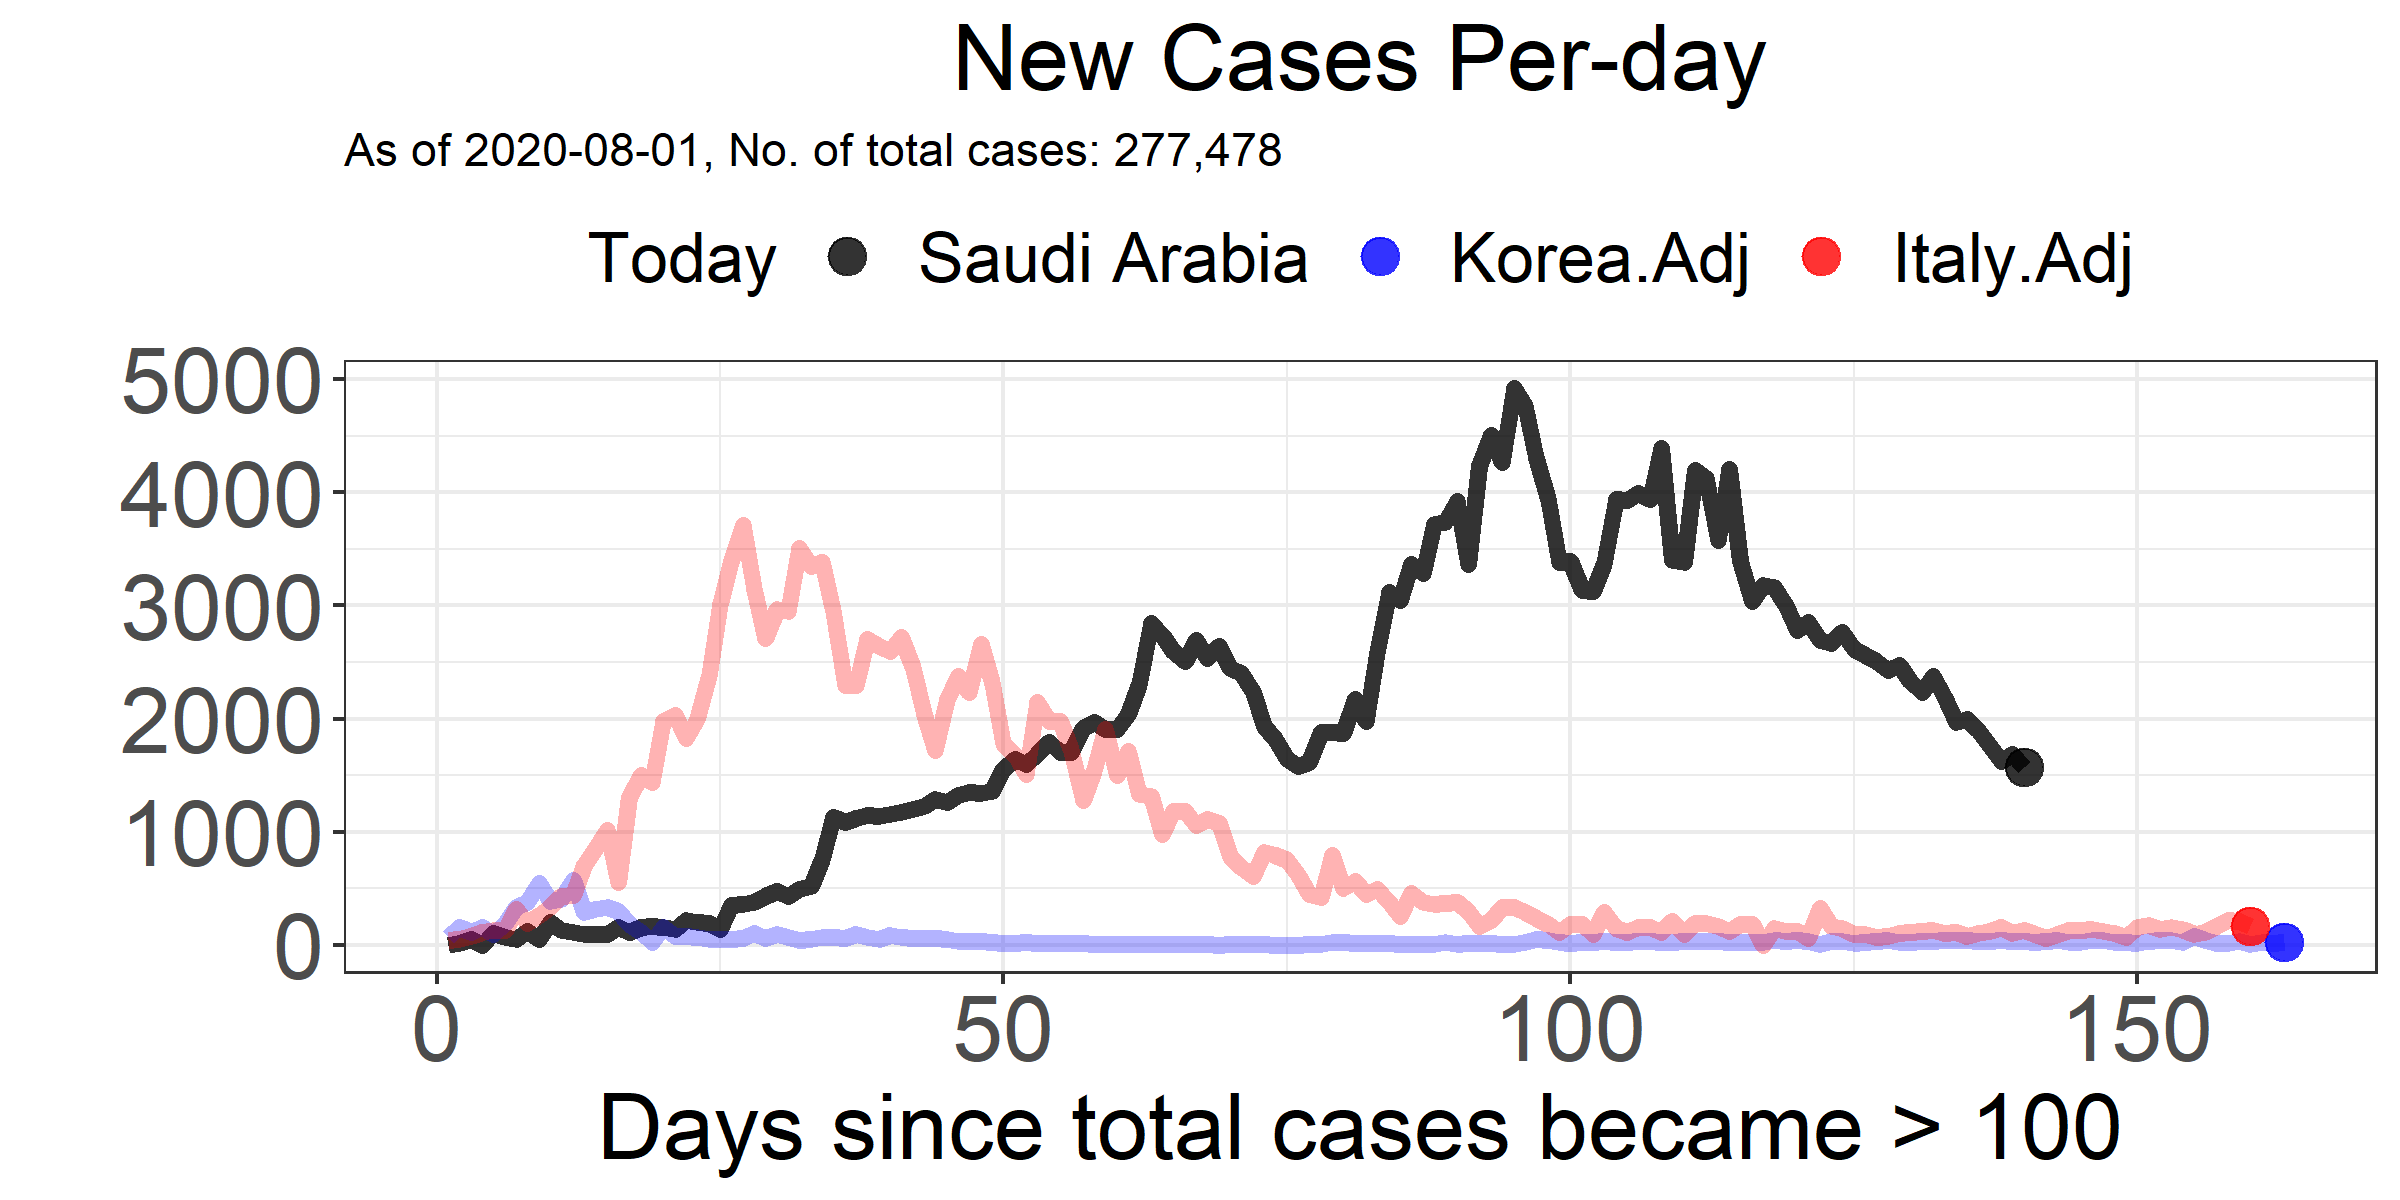 New Cases Per-day
As of 2020-08-01, No. of total cases: 277,478
Today Saudi Arabia Korea.Adj Italy.Adj
5000
4000
3000
2000
1000
0
0 50 100 150
Days since total cases became > 100